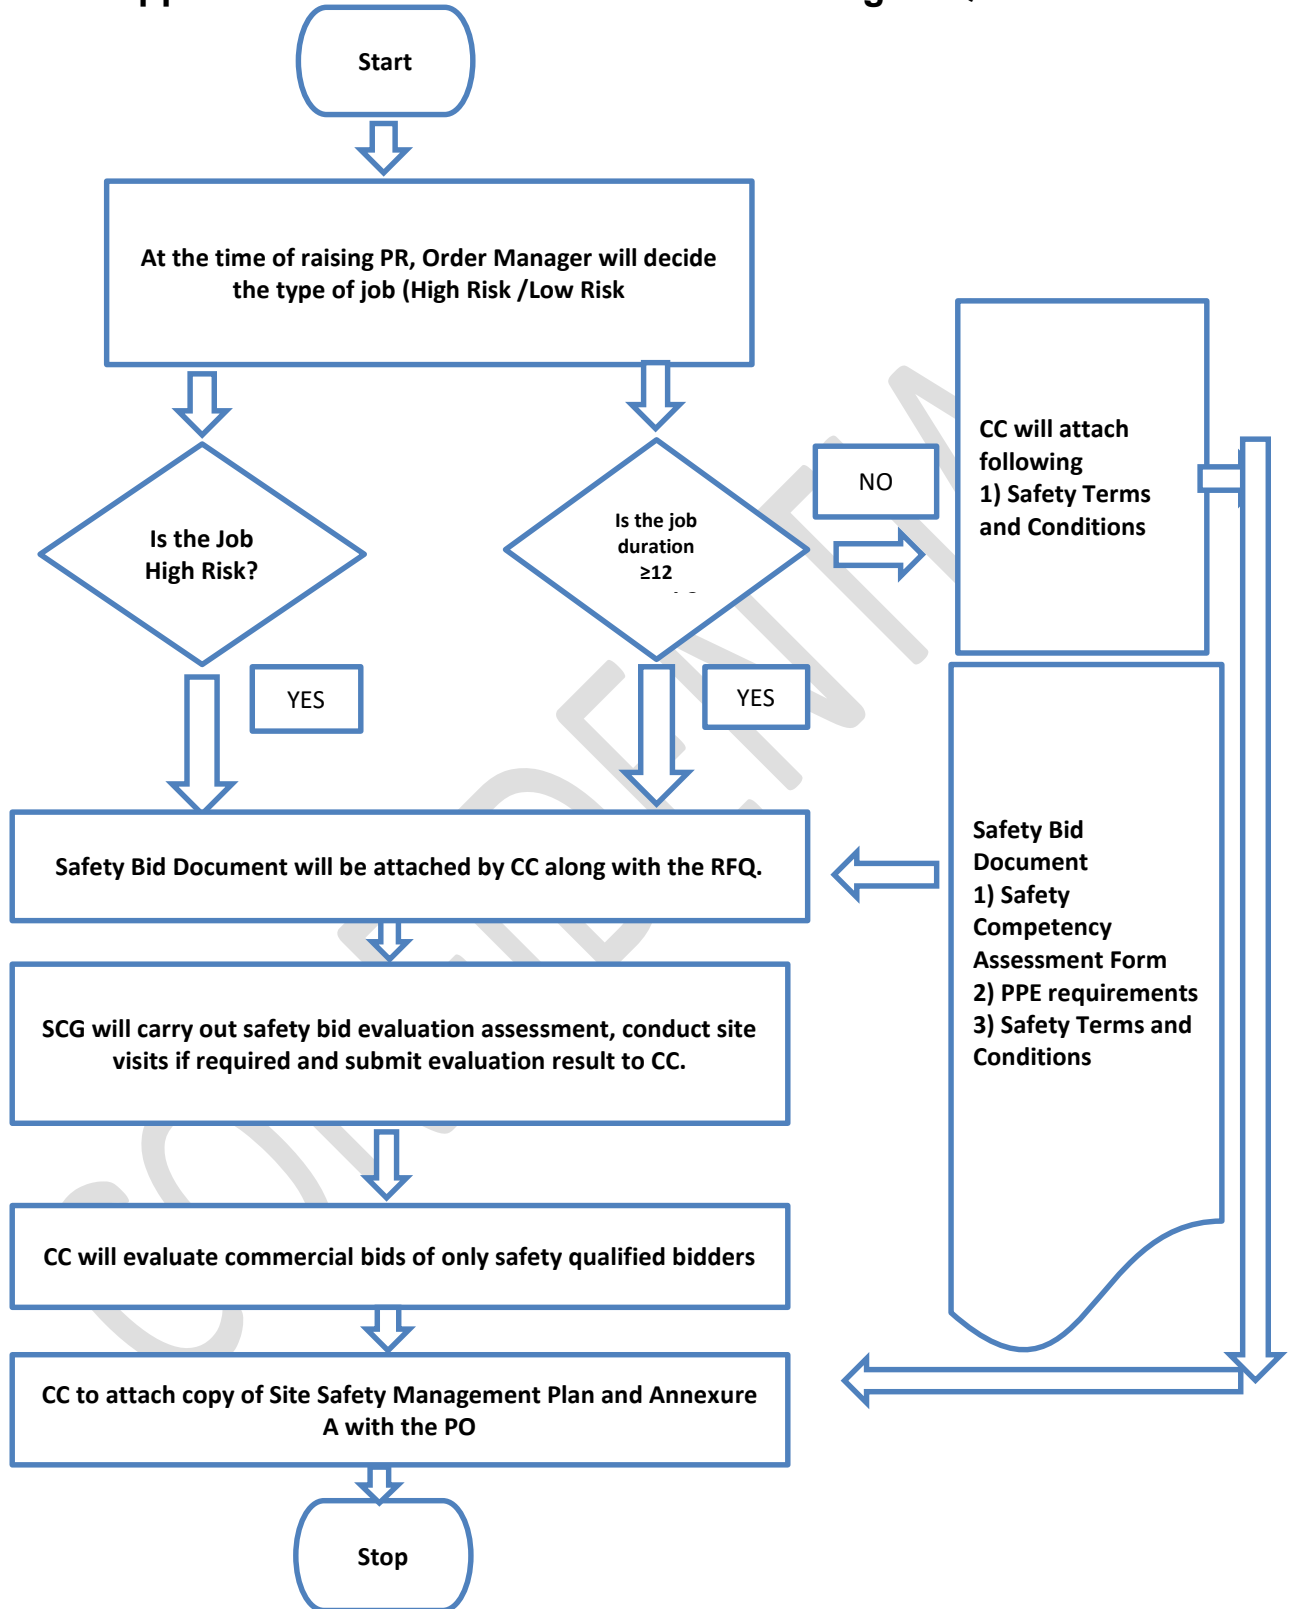 Start
At the time of raising PR, Order Manager will decide
the type of job (High Risk /Low Risk
Is the Job
High Risk?
Is the job
duration
≥12
NO
CC will attach
following
1) Safety Terms
and Conditions
YES
YES
Safety Bid Document will be attached by CC along with the RFQ.
Safety Bid
Document
1) Safety
Competency
Assessment Form
2) PPE requirements
3) Safety Terms and
Conditions
SCG will carry out safety bid evaluation assessment, conduct site
visits if required and submit evaluation result to CC.
CC will evaluate commercial bids of only safety qualified bidders
CC to attach copy of Site Safety Management Plan and Annexure
A with the PO
Stop